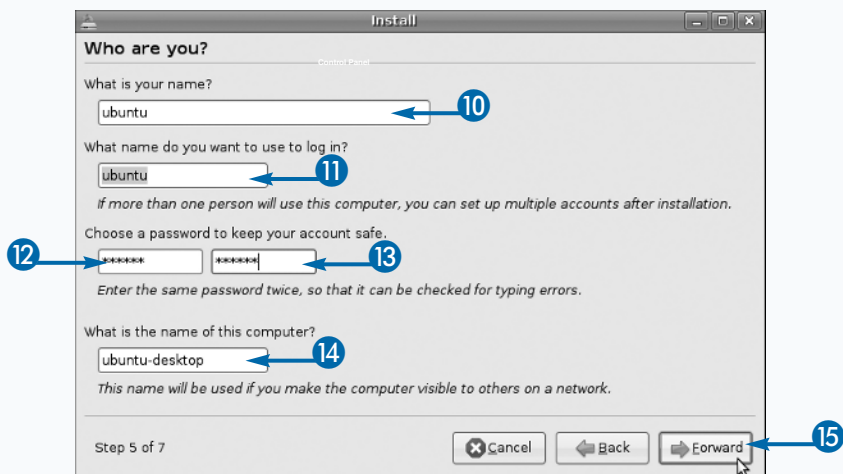 Install
Who are you?
Control Panel
What is your name?
ubuntu
10
What name do you want to use to log in?
ubuntu
11
If more than one person will use this computer, you can set up multiple accounts after installation.
Choose a password to keep your account safe.
12
******
******
13
Enter the same password twice, so that it can be checked for typing errors.
What is the name of this computer?
ubuntu-desktop
14
This name will be used if you make the computer visible to others on a network.
Step 5 of 7
Cancel
Back
Forward
15